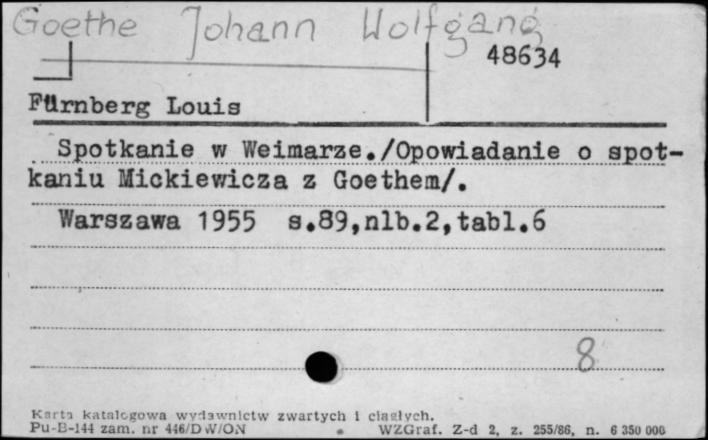 Goethe Johann Wolfgang
48634
Fürnberg Louis
Spotkanie w Weimarze./Opowiadanie o spot-
kaniu Mickiewicza z Goethem/.
Warszawa 1955 s.89,nlb.2,tabl.6
8
Karta katalogowa wydawnictw zwartych i ciągłych.
Pu-B-144 zam. nr 446/DW/ON WZGraf. Z-d 2, z. 255/86, n. 6 350 000